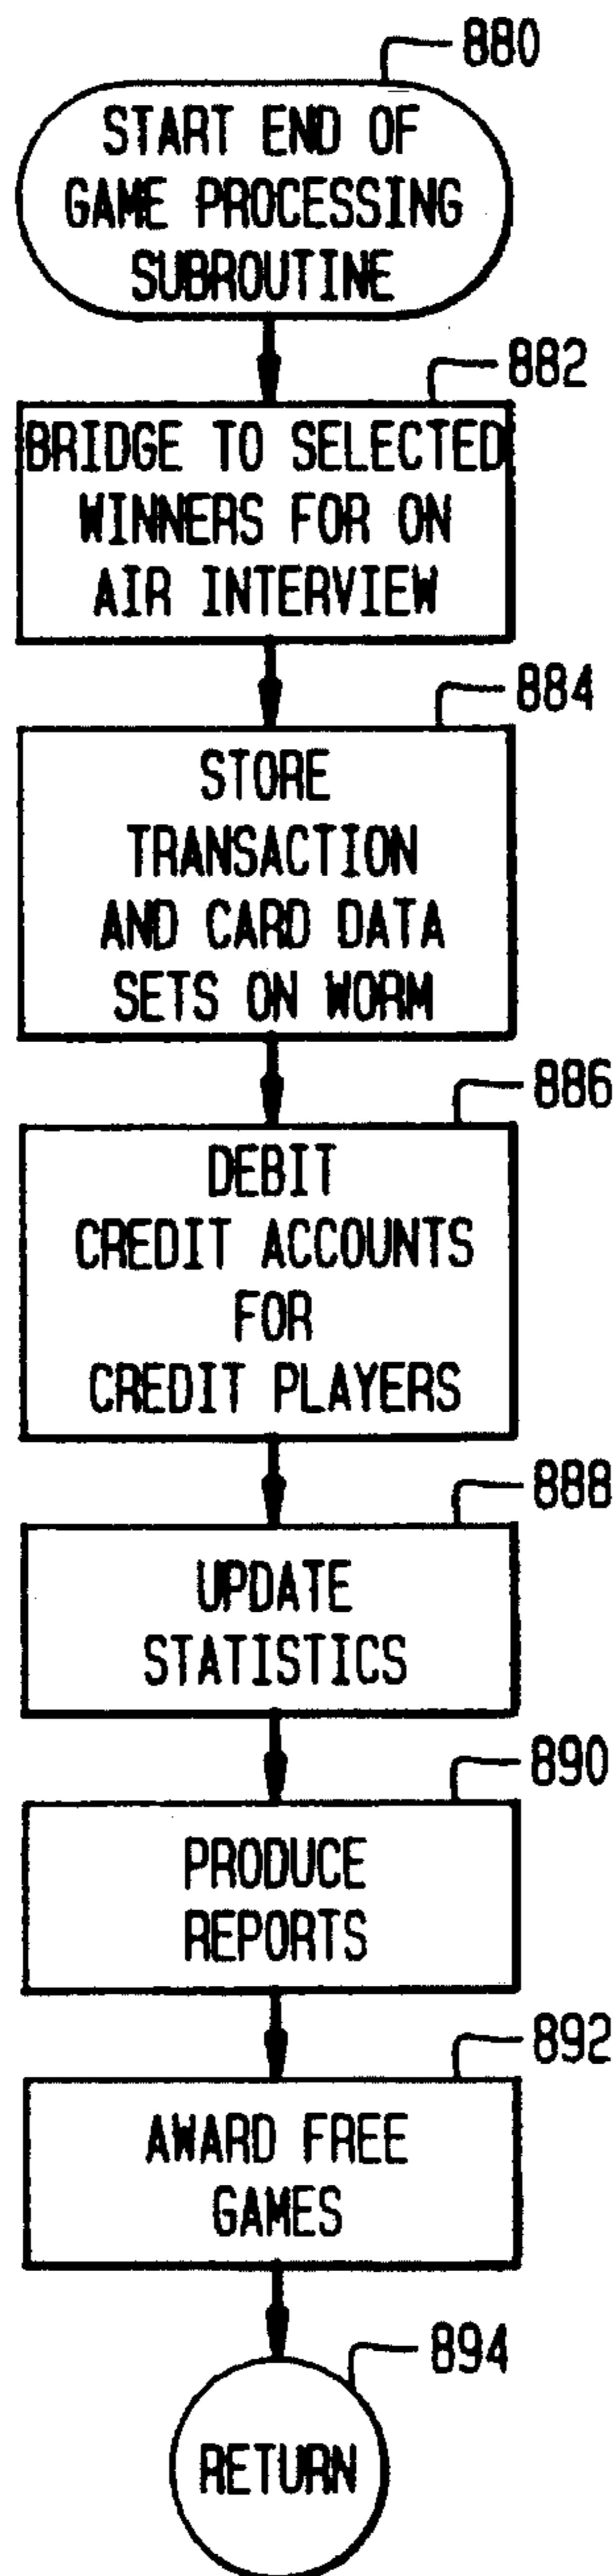 880
START END OF
GAME PROCESSING
SUBROUTINE
882
BRIDGE TO SELECTED
WINNERS FOR ON
AIR INTERVIEW
884
STORE
TRANSACTION
AND CARD DATA
SETS ON WORM
886
DEBIT
CREDIT ACCOUNTS
FOR
CREDIT PLAYERS
888
UPDATE
STATISTICS
890
PRODUCE
REPORTS
892
AWARD FREE
GAMES
894
RETURN